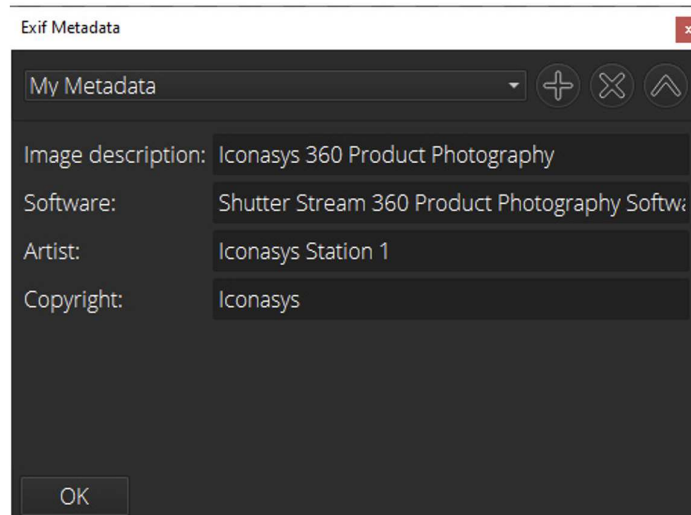 Exif Metadata
My Metadata
Image description: Iconasys 360 Product Photography
Software: Shutter Stream 360 Product Photography
Artist: Iconasys Station 1
Copyright: Iconasys
OK